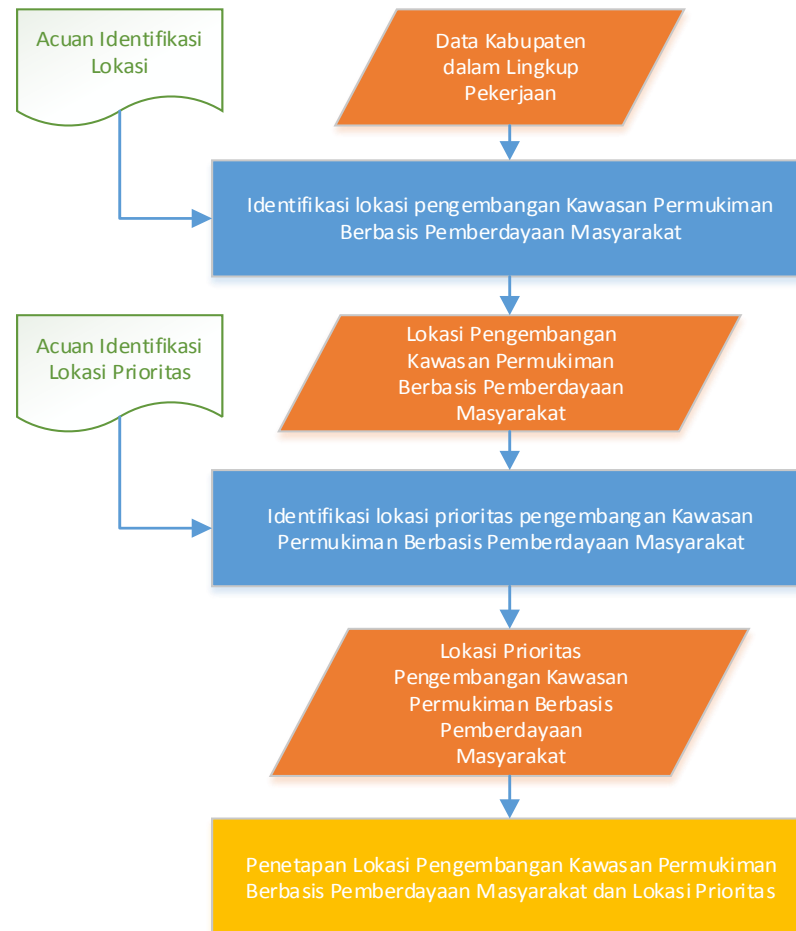 Acuan Identifikasi
Lokasi
Data Kabupaten
dalam Lingkup
Pekerjaan
Identifikasi lokasi pengembangan Kawasan Permukiman
Berbasis Pemberdayaan Masyarakat
Acuan Identifikasi
Lokasi Prioritas
Lokasi Pengembangan
Kawasan Permukiman
Berbasis Pemberdayaan
Masyarakat
Identifikasi lokasi prioritas pengembangan Kawasan
Permukiman Berbasis Pemberdayaan Masyarakat
Lokasi Prioritas
Pengembangan Kawasan
Permukiman Berbasis
Pemberdayaan
Masyarakat
Penetapan Lokasi Pengembangan Kawasan Permukiman
Berbasis Pemberdayaan Masyarakat dan Lokasi Prioritas